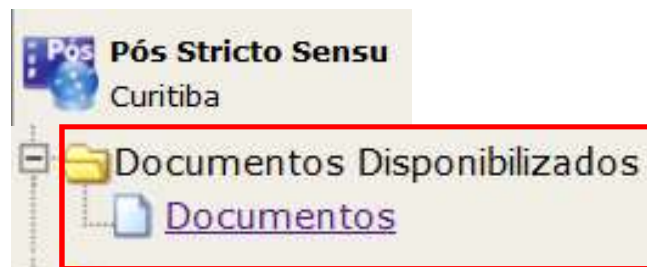 Pós
Pós Stricto Sensu
Curitiba
Documentos Disponibilizados
Documentos